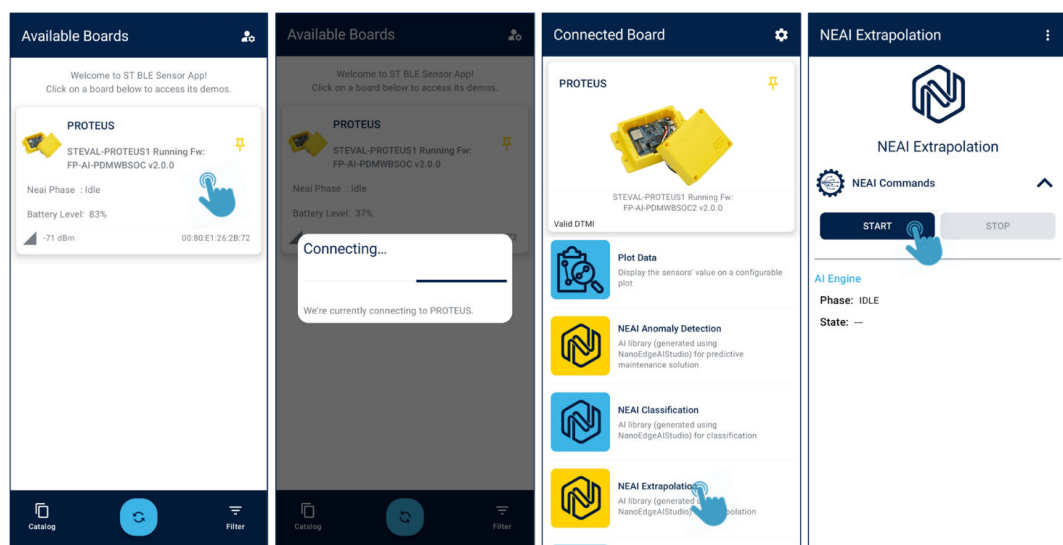 Available Boards
Welcome to ST BLE Sensor App!
Click on a board below to access its demos.
PROTEUS
STEVAL-PROTEUS1 Running Fw:
FP-AI-PDMWBSOC v2.0.0
Neai Phase : Idle
Battery Level: 83%
-71 dBm
00:80:E1:26:2B:72
Catalog
Filter
Available Boards
Welcome to ST BLE Sensor App!
Click on a board below to access its demos.
PROTEUS
STEVAL-PROTEUS1 Running Fw:
FP-AI-PDMWBSOC v2.0.0
Neai Phase : Idle
Battery Level: 37%
Connecting...
72
We're currently connecting to PROTEUS.
Catalog
Filter
Connected Board
PROTEUS
STEVAL-PROTEUS1 Running Fw:
FP-AI-PDMWBSOC2 v2.0.0
Valid DTMI
Plot Data
Display the sensors' value on a configurable
plot
NEAI Anomaly Detection
AI library (generated using
NanoEdgeAIStudio) for predictive
maintenance solution
NEAI Classification
AI library (generated using
NanoEdgeAIStudio) for classification
NEAI Extrapolation
AI library (generated
NanoEdgeAIStudio)
NEAI Extrapolation
NEAI Extrapolation
NEAI Commands
START
STOP
AI Engine
Phase: IDLE
State: ---